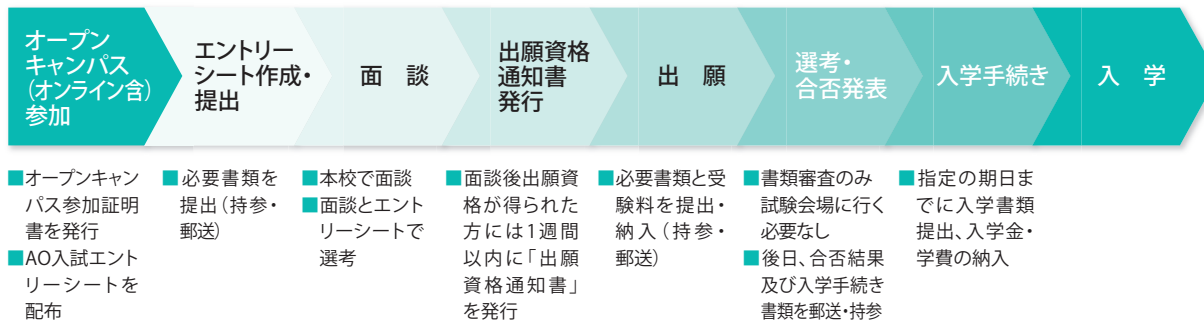 オープン
キャンパス
(オンライン含)
参加
エントリー
シート作成・
提出
面　談
出願資格
通知書
発行
出　願
選考・
合否発表
入学手続き
入　学
■オープンキャン
パス参加証明
書を発行
■AO入試エント
リーシートを
配布
■必要書類を
提出（持参・
郵送）
■本校で面談
■面談とエント
リーシートで
選考
■面談後出願資
格が得られた
方には1週間
以内に「出願
資格通知書」
を発行
■必要書類と受
験料を提出・
納入（持参・
郵送）
■書類審査のみ
試験会場に行く
必要なし
■後日、合否結果
及び入学手続き
書類を郵送・持参
■指定の期日ま
でに入学書類
提出、入学金・
学費の納入